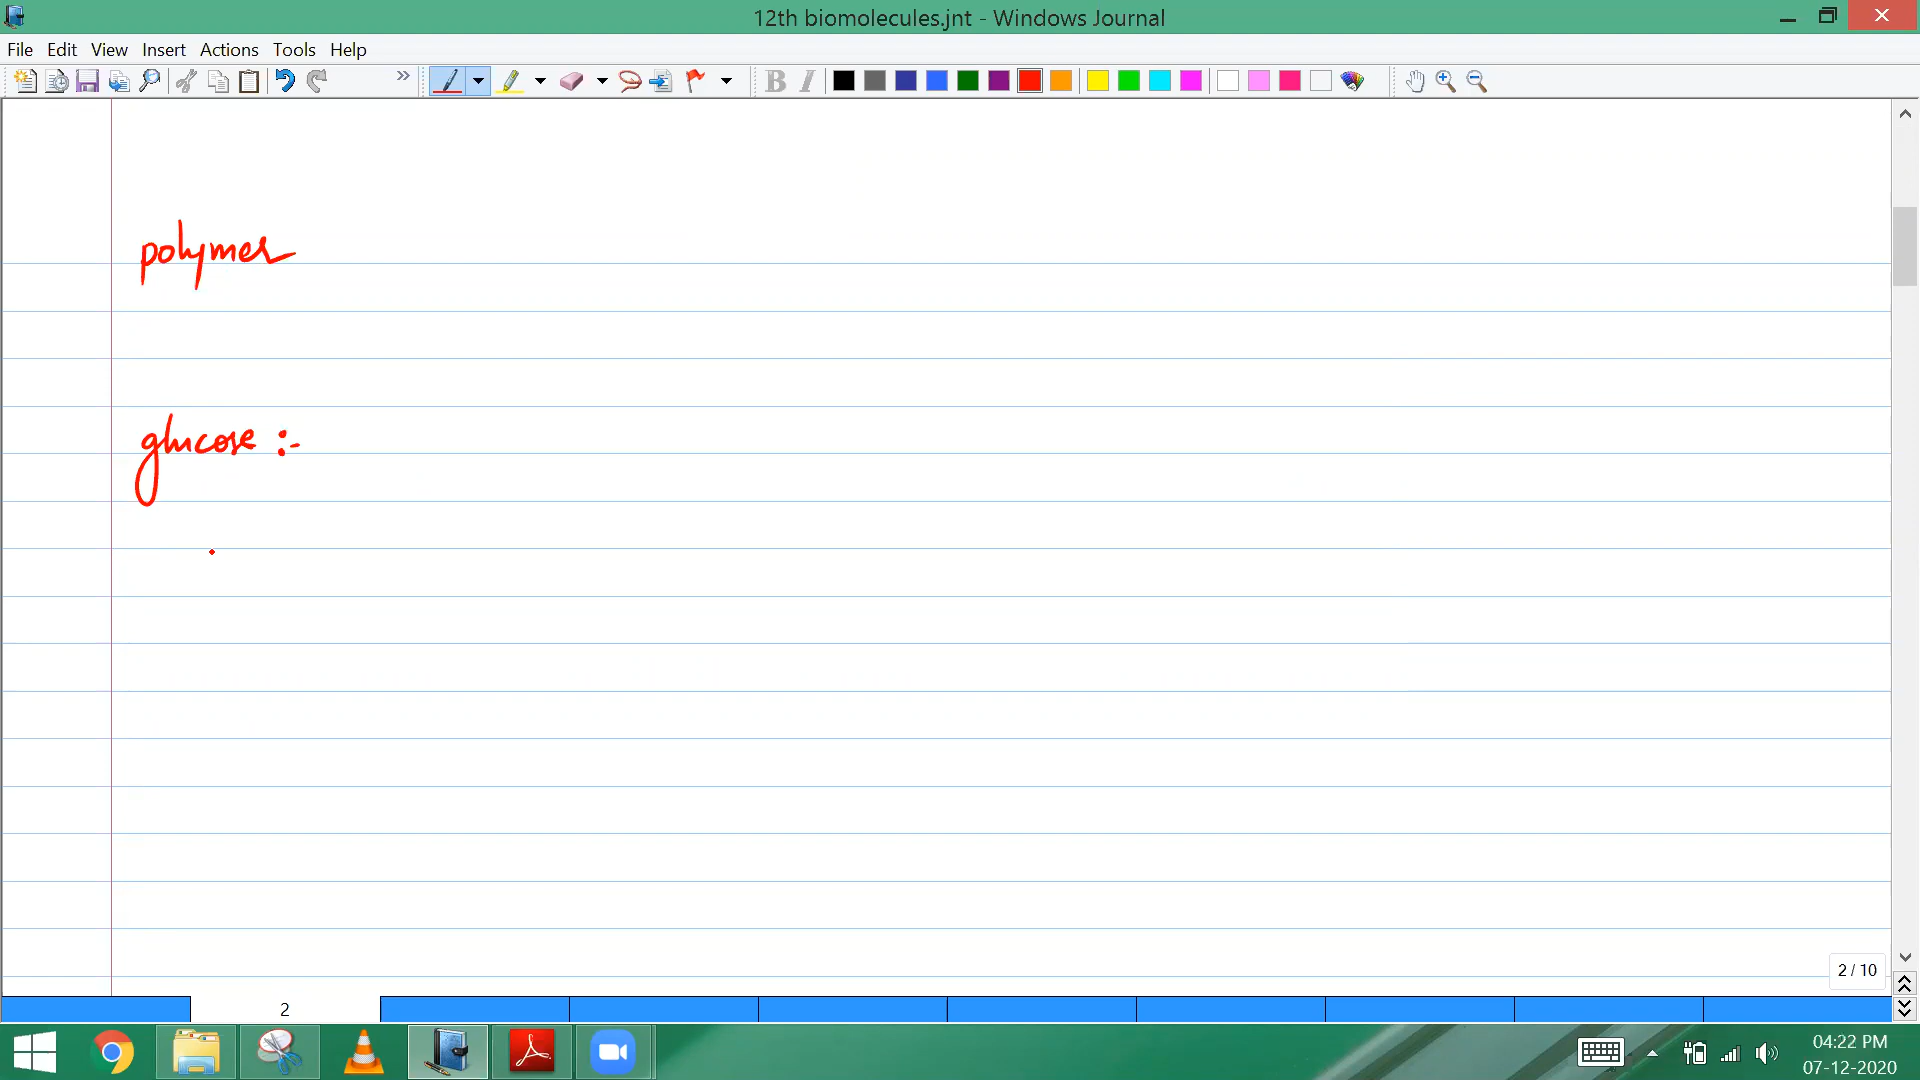 12th biomolecules.jnt - Windows Journal
File Edit View Insert Actions Tools Help
B I
polymer
glucose :-
2 / 10
2
04:22 PM
07-12-2020